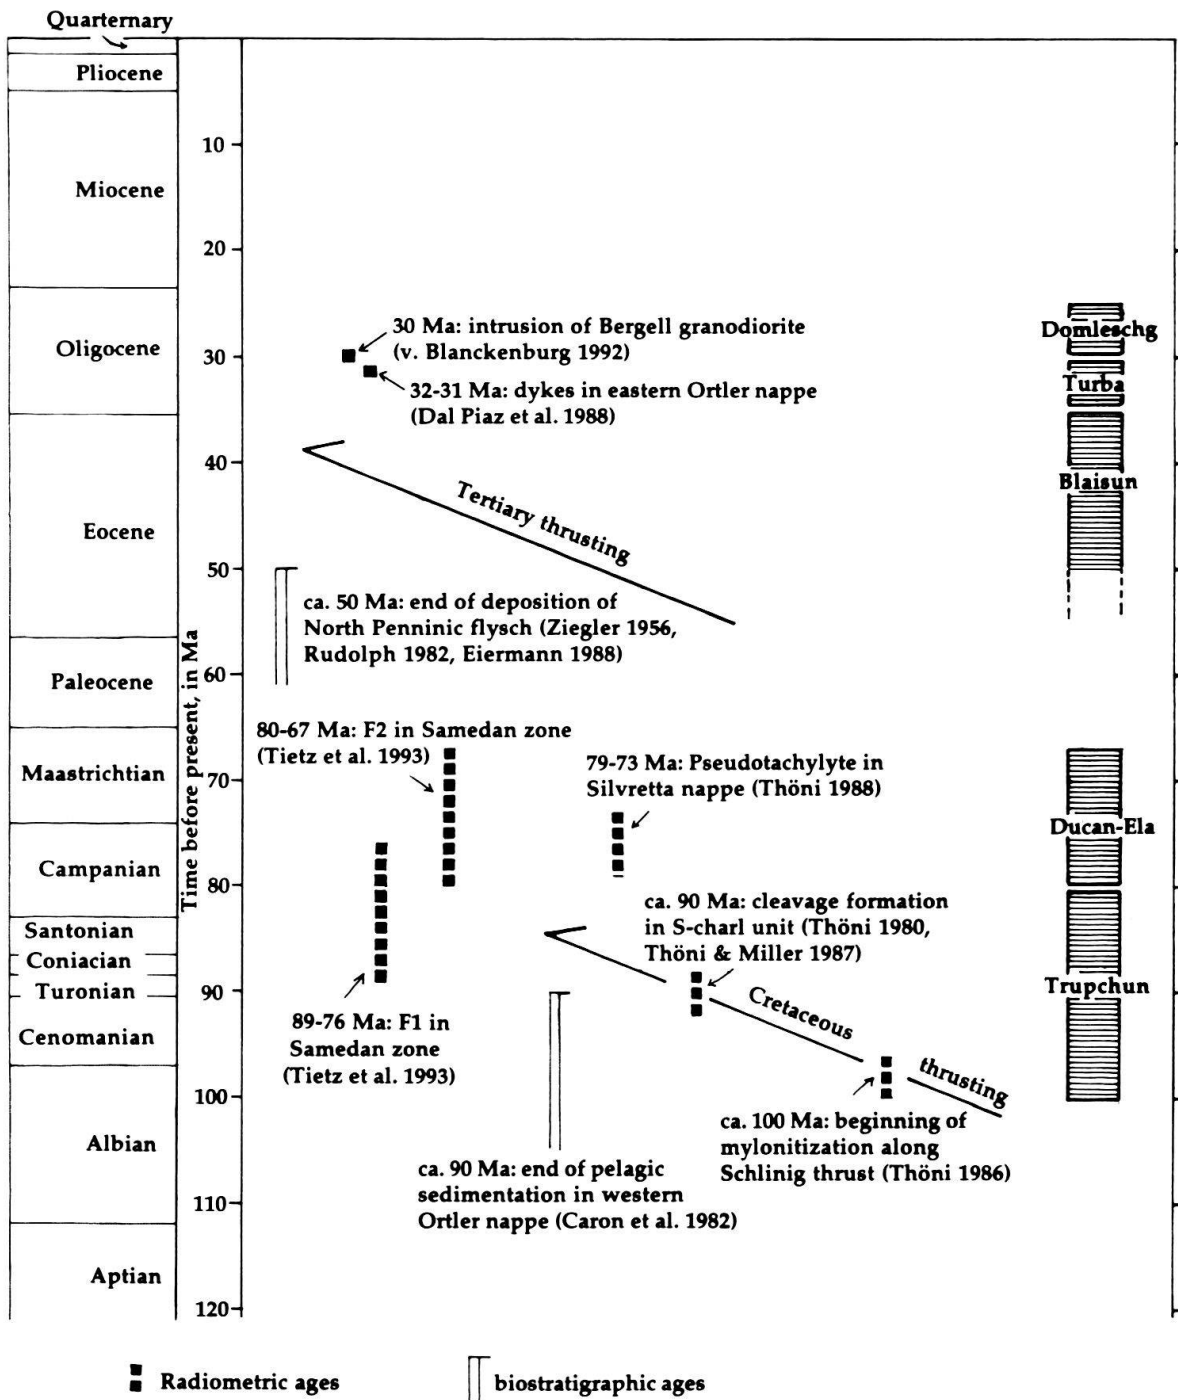 Quarternary
Pliocene
Miocene
Oligocene
Eocene
Paleocene
Maastrichtian
Campanian
Santonian
Coniacian
Turonian
Cenomanian
Albian
Aptian
Time before present, in Ma
10
20
30
40
50
60
70
80
90
100
110
120
30 Ma: intrusion of Bergell granodiorite
(v. Blanckenburg 1992)
32-31 Ma: dykes in eastern Ortler nappe
(Dal Piaz et al. 1988)
Tertiary thrusting
ca. 50 Ma: end of deposition of
North Penninic flysch (Ziegler 1956,
Rudolph 1982, Eiermann 1988)
80-67 Ma: F2 in Samedan zone
(Tietz et al. 1993)
79-73 Ma: Pseudotachylyte in
Silvretta nappe (Thöni 1988)
ca. 90 Ma: cleavage formation
in S-charl unit (Thöni 1980,
Thöni & Miller 1987)
Cretaceous thrusting
89-76 Ma: F1 in
Samedan zone
(Tietz et al. 1993)
ca. 100 Ma: beginning of
mylonitization along
Schlinig thrust (Thöni 1986)
ca. 90 Ma: end of pelagic
sedimentation in western
Ortler nappe (Caron et al. 1982)
Domleschg
Turba
Blaisun
Ducan-Ela
Trupchun
Radiometric ages
biostratigraphic ages